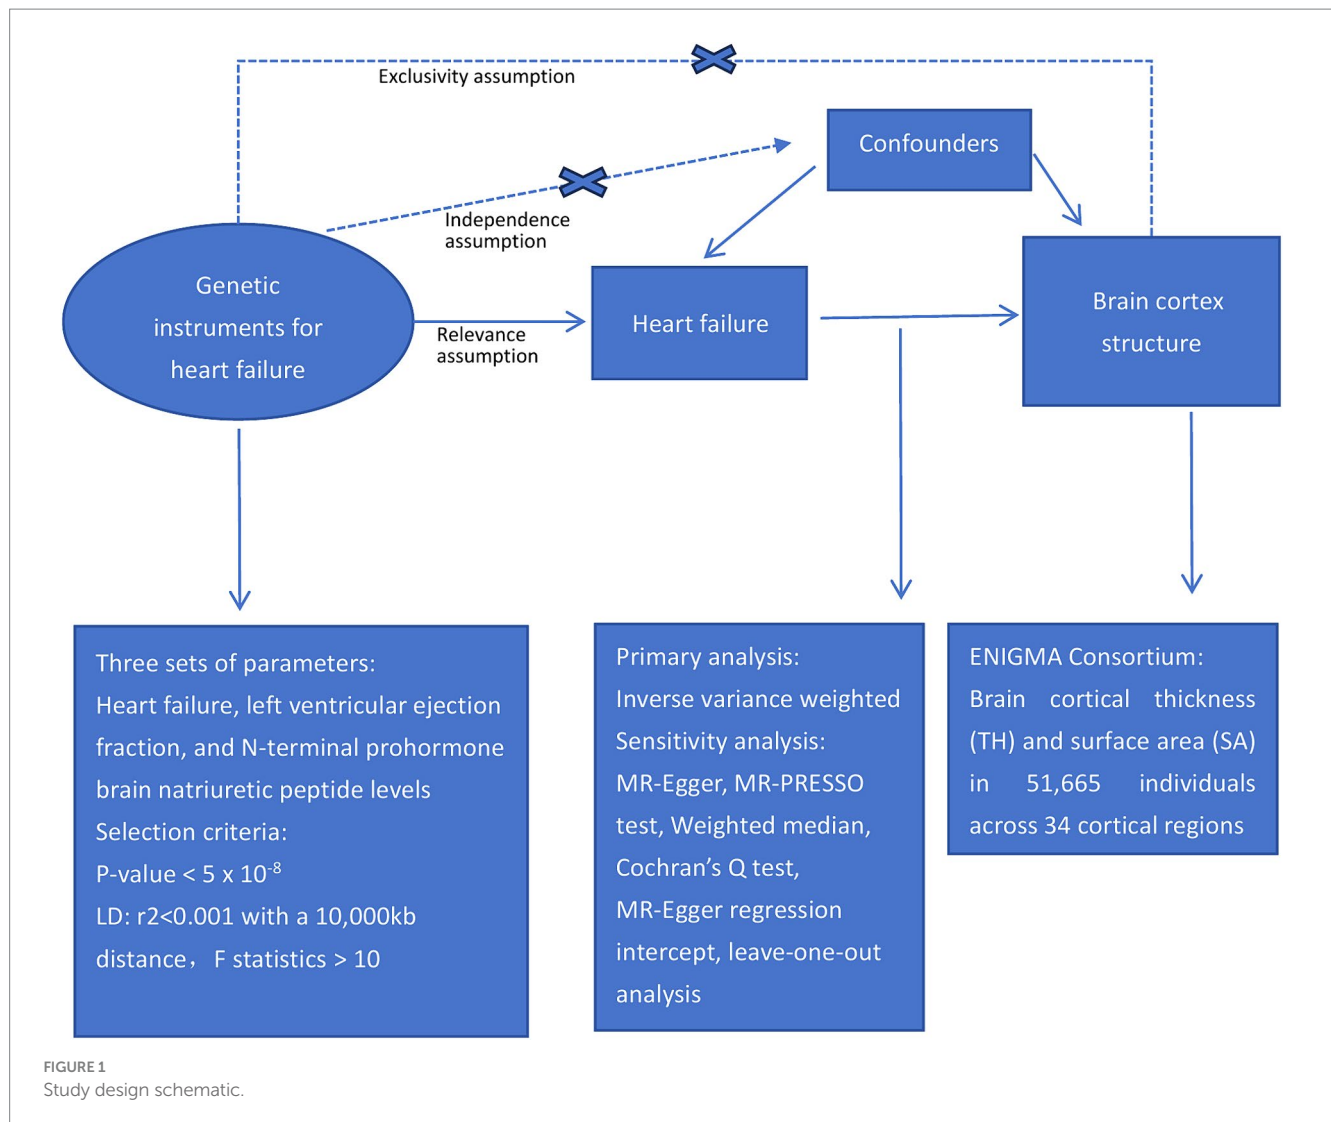 Exclusivity assumption
Confounders
Independence
assumption
Genetic
instruments for
heart failure
Relevance
assumption
Heart failure
Brain cortex
structure
Three sets of parameters:
Heart failure, left ventricular ejection
fraction, and N-terminal prohormone
brain natriuretic peptide levels
Selection criteria:
P-value < 5 x 10⁻⁸
LD: r2<0.001 with a 10,000kb
distance， F statistics > 10
Primary analysis:
Inverse variance weighted
Sensitivity analysis:
MR-Egger, MR-PRESSO
test, Weighted median,
Cochran’s Q test,
MR-Egger regression
intercept, leave-one-out
analysis
ENIGMA Consortium:
Brain cortical thickness
(TH) and surface area (SA)
in 51,665 individuals
across 34 cortical regions
FIGURE 1
Study design schematic.